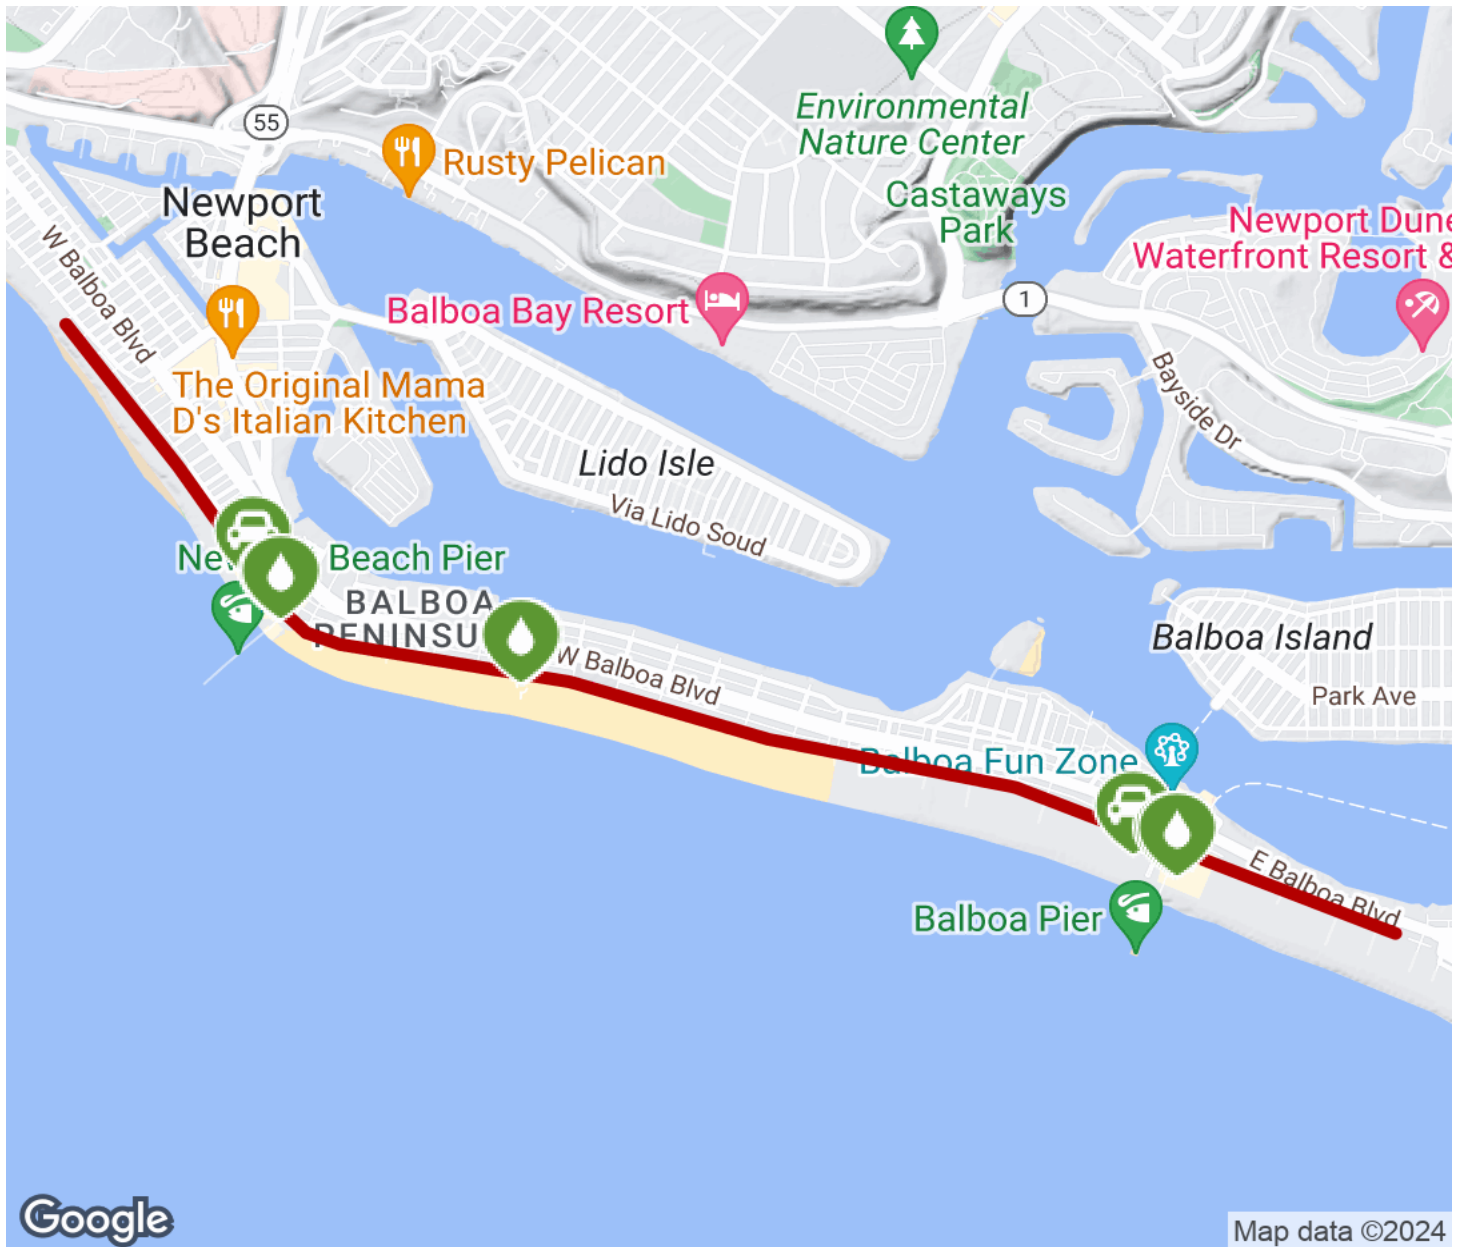 Environmental
Nature Center
55
Rusty Pelican
Castaways
Park
Newport
Beach
Newport Dune
Waterfront Resort &
W Balboa Blvd
Balboa Bay Resort
1
The Original Mama
D's Italian Kitchen
Bayside Dr
Lido Isle
Via Lido Soud
Beach Pier
BALBOA
W Balboa Blvd
Balboa Island
Park Ave
Balboa Fun Zone
E Balboa Blvd
Balboa Pier
Google
Map data ©2024